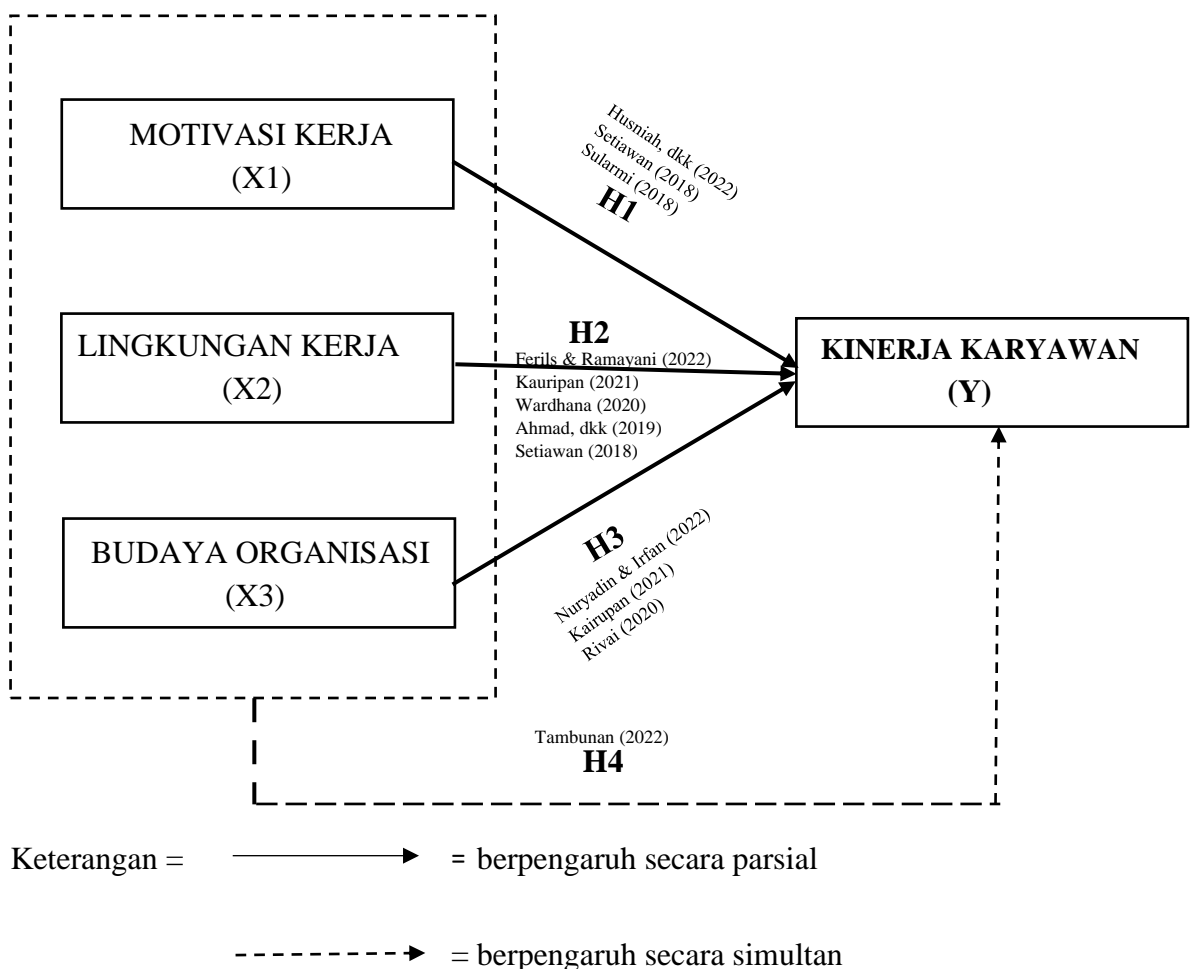 MOTIVASI KERJA
(X1)
Husniah, dkk (2022)
Setiawan (2018)
Sularmi (2018)
H1
LINGKUNGAN KERJA
(X2)
H2
Ferils & Ramayani (2022)
Kauripan (2021)
Wardhana (2020)
Ahmad, dkk (2019)
Setiawan (2018)
KINERJA KARYAWAN
(Y)
BUDAYA ORGANISASI
(X3)
H3
Nuryadin & Irfan (2022)
Kairupan (2021)
Rivai (2020)
Tambunan (2022)
H4
Keterangan = = berpengaruh secara parsial
= berpengaruh secara simultan